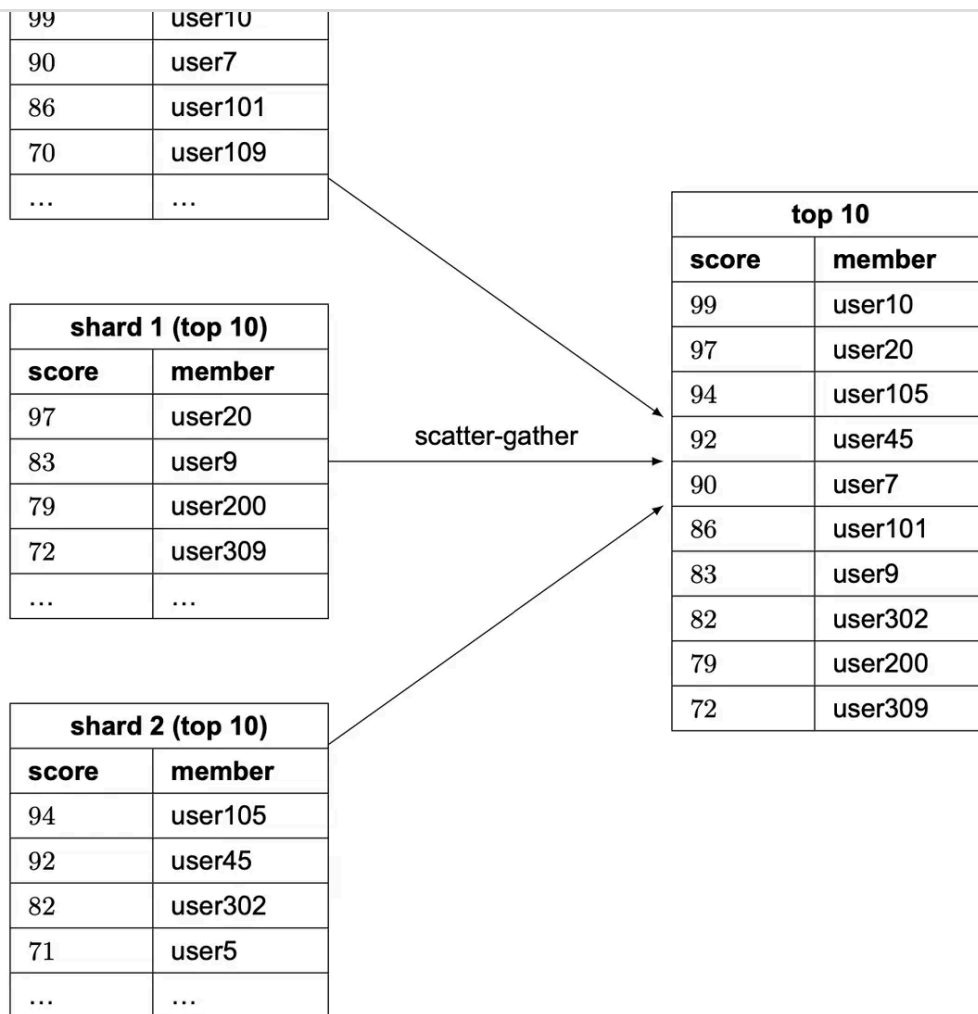 99 user10
90 user7
86 user101
70 user109
... ...
shard 1 (top 10)
score member
97 user20
83 user9
79 user200
72 user309
... ...
scatter-gather
shard 2 (top 10)
score member
94 user105
92 user45
82 user302
71 user5
... ...
top 10
score member
99 user10
97 user20
94 user105
92 user45
90 user7
86 user101
83 user9
82 user302
79 user200
72 user309